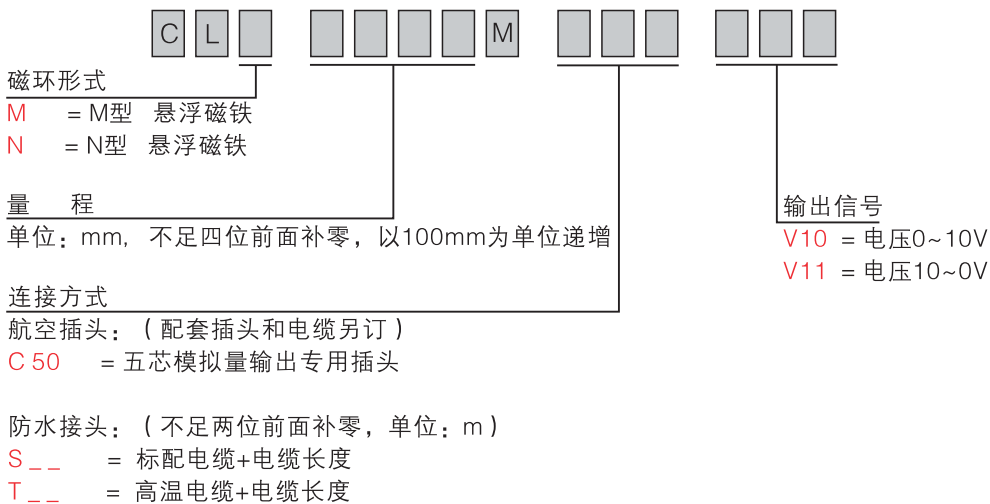 C L M
磁环形式
M = M型 悬浮磁铁
N = N型 悬浮磁铁
量 程
单位：mm, 不足四位前面补零，以100mm为单位递增
输出信号
V10 = 电压0~10V
V11 = 电压10~0V
连接方式
航空插头：（配套插头和电缆另订）
C 50 = 五芯模拟量输出专用插头
防水接头：（不足两位前面补零，单位：m）
S _ _ = 标配电缆+电缆长度
T _ _ = 高温电缆+电缆长度